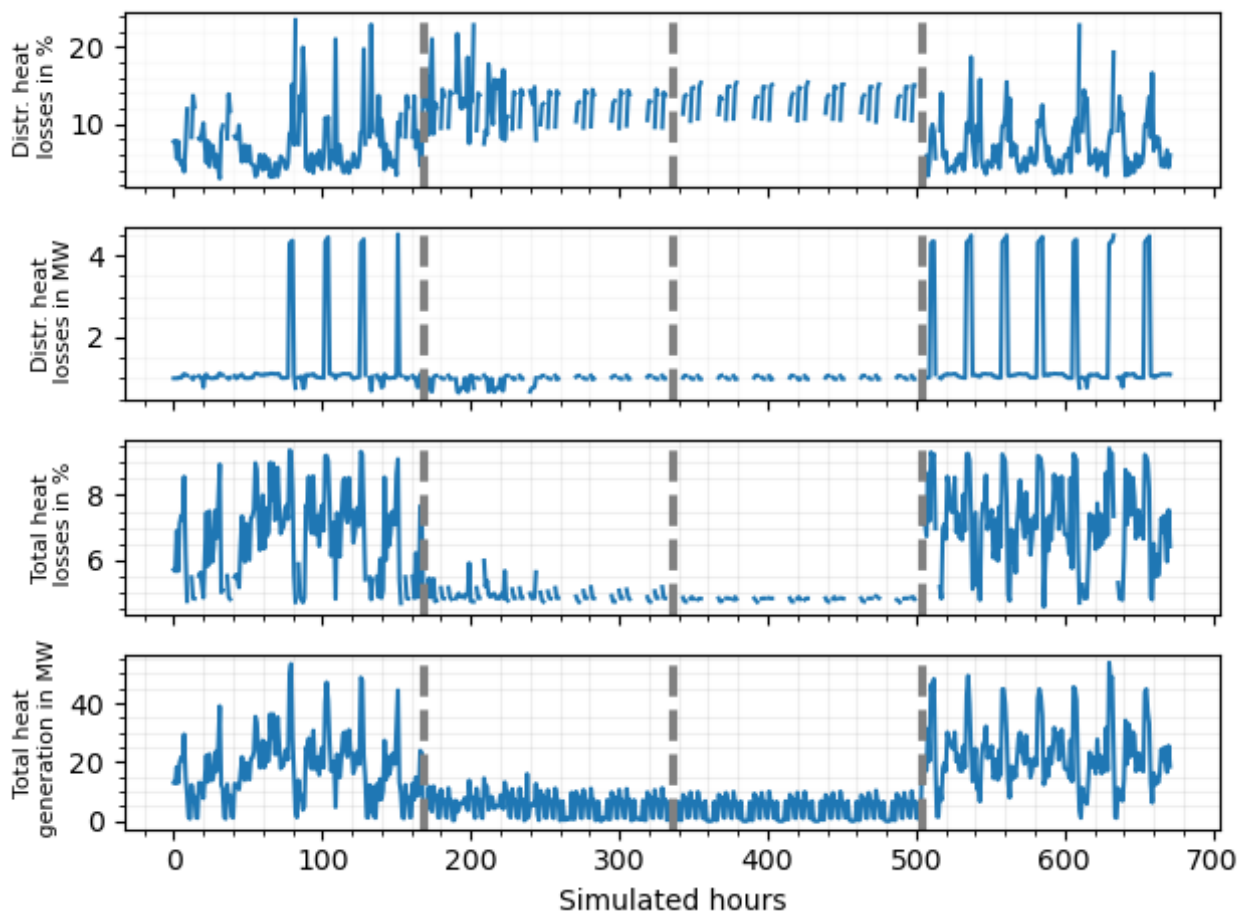 Distr. heat
losses in %
20
10
Distr. heat
losses in MW
4
2
Total heat
losses in %
8
6
Total heat
generation in MW
40
20
0
0 100 200 300 400 500 600 700
Simulated hours